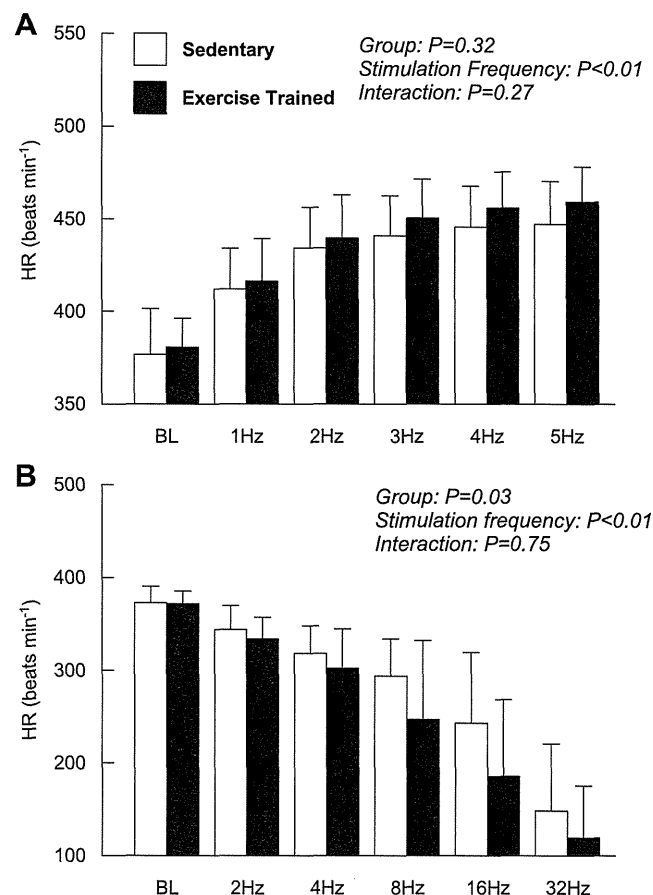 A
550
500
450
400
350
HR (beats min-1)
Sedentary
Exercise Trained
Group: P=0.32
Stimulation Frequency: P<0.01
Interaction: P=0.27
BL 1Hz 2Hz 3Hz 4Hz 5Hz
B
500
400
300
200
100
HR (beats min-1)
Group: P=0.03
Stimulation frequency: P<0.01
Interaction: P=0.75
BL 2Hz 4Hz 8Hz 16Hz 32Hz